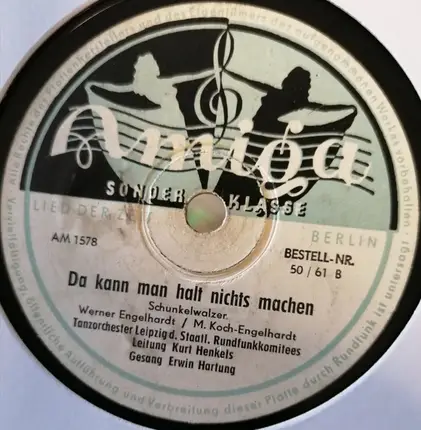 Alle Rechte der Plattenherstellers und des Eigentümers des aufgenommenen Werkes vorbehalten
Amiga
SONDER KLASSE
LIED DER ZEIT
BERLIN
AM 1578
BESTELL-NR.
50 / 61 B
Da kann man halt nichts machen
Schunkelwalzer
Werner Engelhardt / M. Koch-Engelhardt
Tanzorchester Leipzig d. Staatl. Rundfunkkomitees
Leitung Kurt Henkels
Gesang Erwin Hartung
Vervielfältigung, öffentliche Aufführung und Verbreitung dieser Platte durch Rundfunk ist untersagt